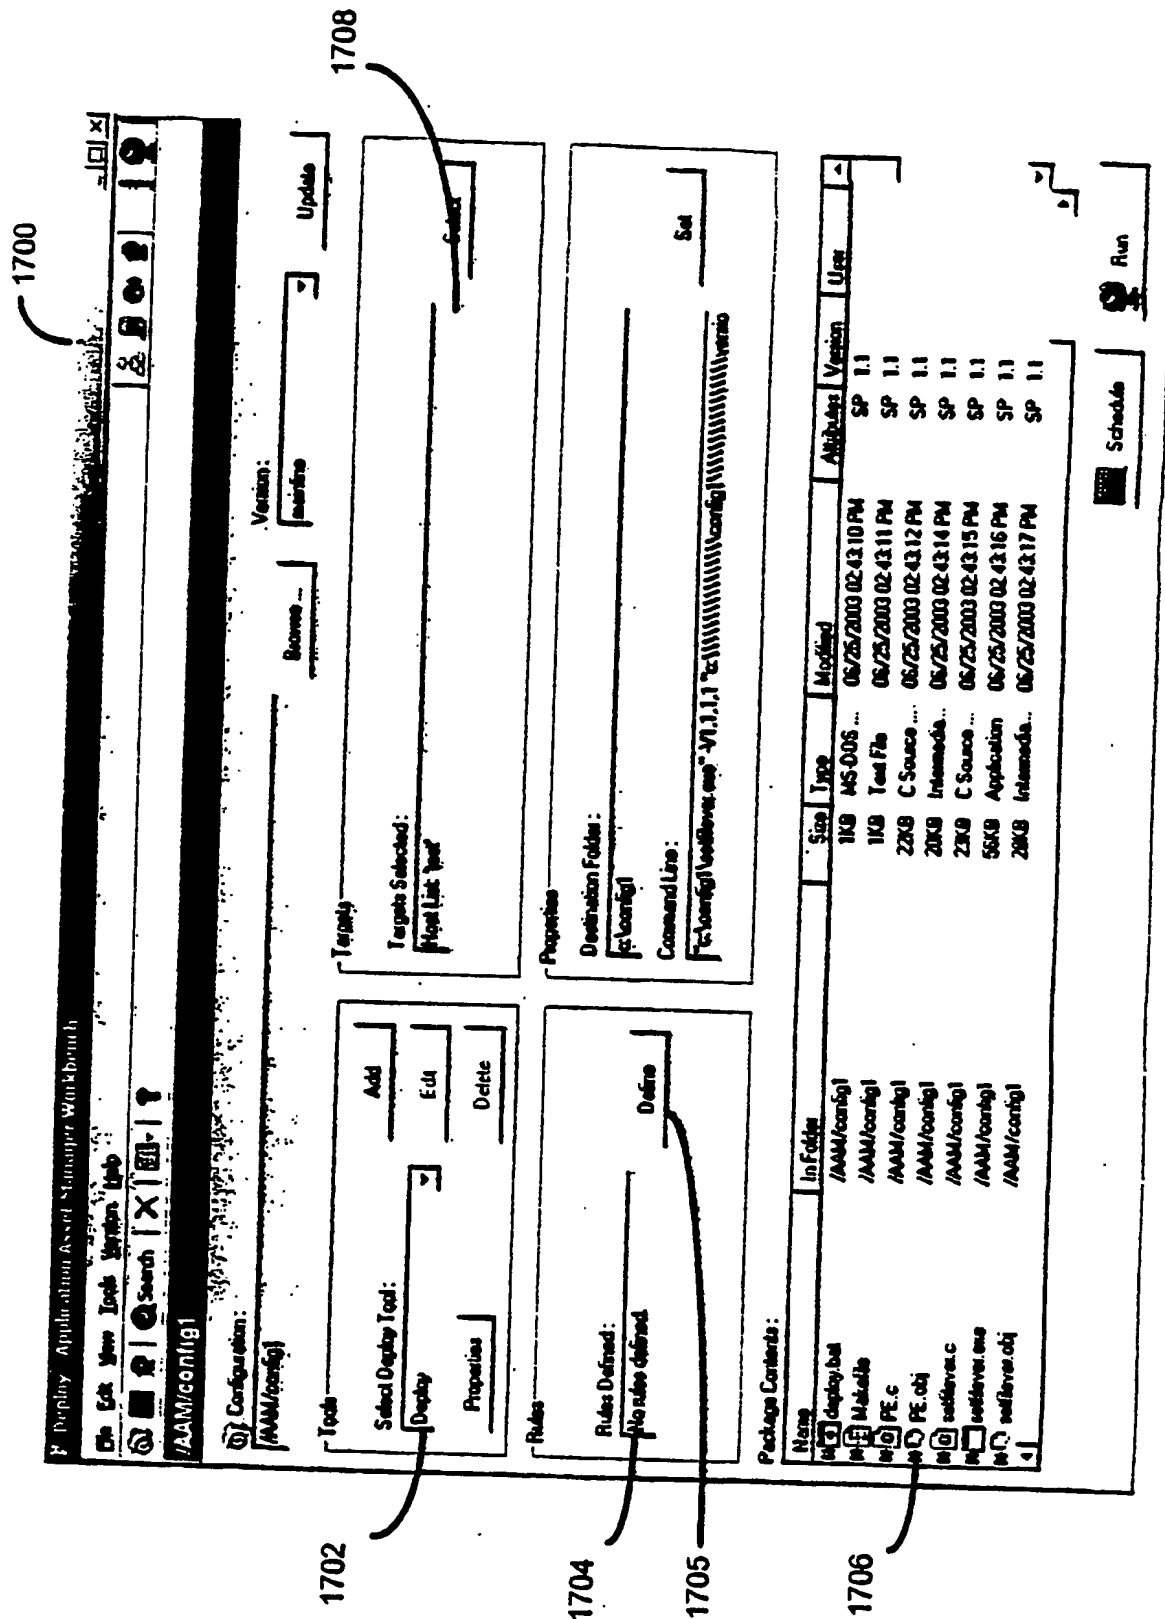 1700
Deploy Application Asset Manager Workbench
File Edit View Tools Version Help
Search
//AAM/config1
Configuration:
//AAM/config1
Browse ...
Version:
mainline
Update
Tools
Select Deploy Tool:
Deploy
Add
Edit
Delete
Properties
Targets
Targets Selected:
Host List: 'test'
Select
1708
Rules
Rules Defined:
No rules defined.
Define
Properties
Destination Folder:
c:\config1
Command Line:
Set
1702
1704
1705
Package Contents:
Name In Folder Size Type Modified Attributes Version User
deploy.bat //AAM/config1 1KB MS-DOS ... 06/25/2003 02:43:10 PM SP 1.1
Makefile //AAM/config1 1KB Text File 06/25/2003 02:43:11 PM SP 1.1
PE.c //AAM/config1 22KB C Source ... 06/25/2003 02:43:12 PM SP 1.1
PE.obj //AAM/config1 20KB Intermedia... 06/25/2003 02:43:14 PM SP 1.1
setfilever.c //AAM/config1 23KB C Source ... 06/25/2003 02:43:15 PM SP 1.1
setfilever.exe //AAM/config1 56KB Application 06/25/2003 02:43:16 PM SP 1.1
setfilever.obj //AAM/config1 28KB Intermedia... 06/25/2003 02:43:17 PM SP 1.1
1706
Schedule
Run